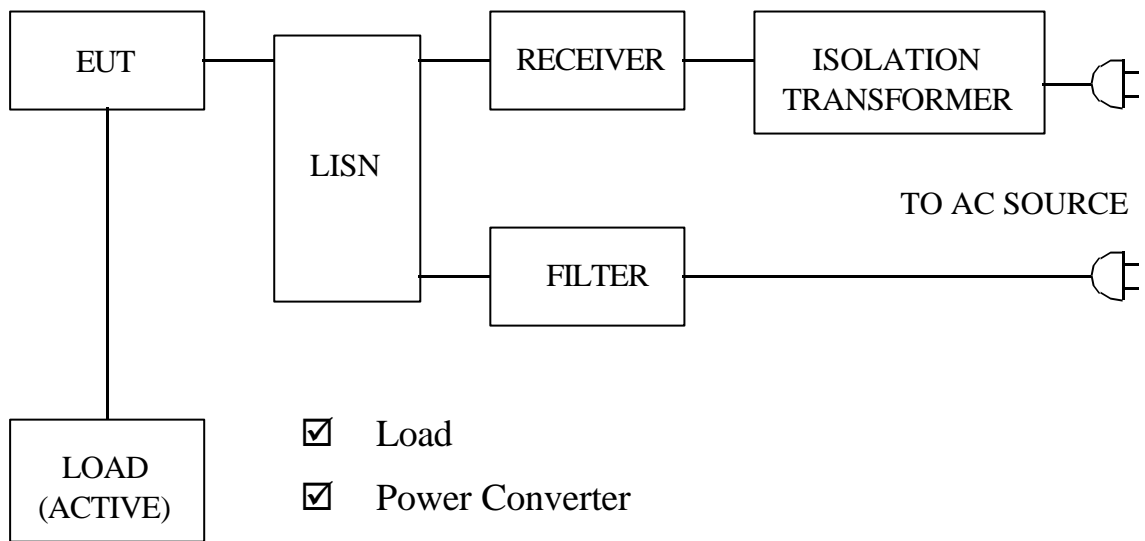 EUT
LISN
RECEIVER
ISOLATION
TRANSFORMER
TO AC SOURCE
FILTER
LOAD
(ACTIVE)
☑ Load
☑ Power Converter